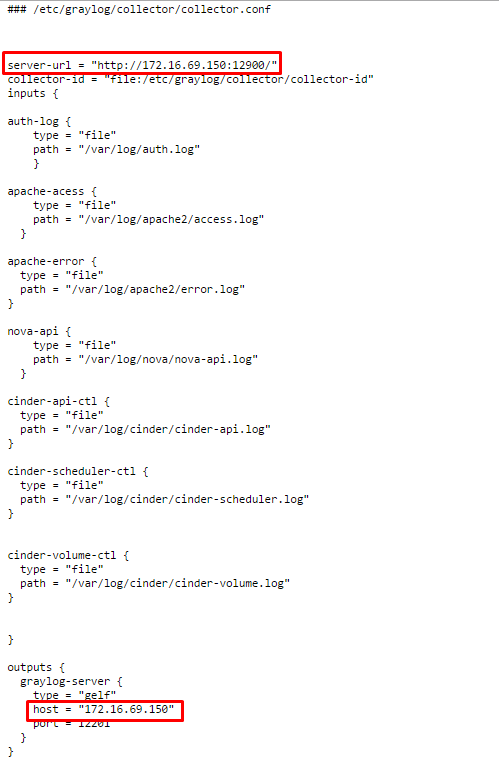 ### /etc/graylog/collector/collector.conf
server-url = "http://172.16.69.150:12900/"
collector-id = "file:/etc/graylog/collector/collector-id"
inputs {
auth-log {
type = "file"
path = "/var/log/auth.log"
}
apache-acess {
type = "file"
path = "/var/log/apache2/access.log"
}
apache-error {
type = "file"
path = "/var/log/apache2/error.log"
}
nova-api {
type = "file"
path = "/var/log/nova/nova-api.log"
}
cinder-api-ctl {
type = "file"
path = "/var/log/cinder/cinder-api.log"
}
cinder-scheduler-ctl {
type = "file"
path = "/var/log/cinder/cinder-scheduler.log"
}
cinder-volume-ctl {
type = "file"
path = "/var/log/cinder/cinder-volume.log"
}
}
outputs {
graylog-server {
type = "gelf"
host = "172.16.69.150"
port = 12201
}
}